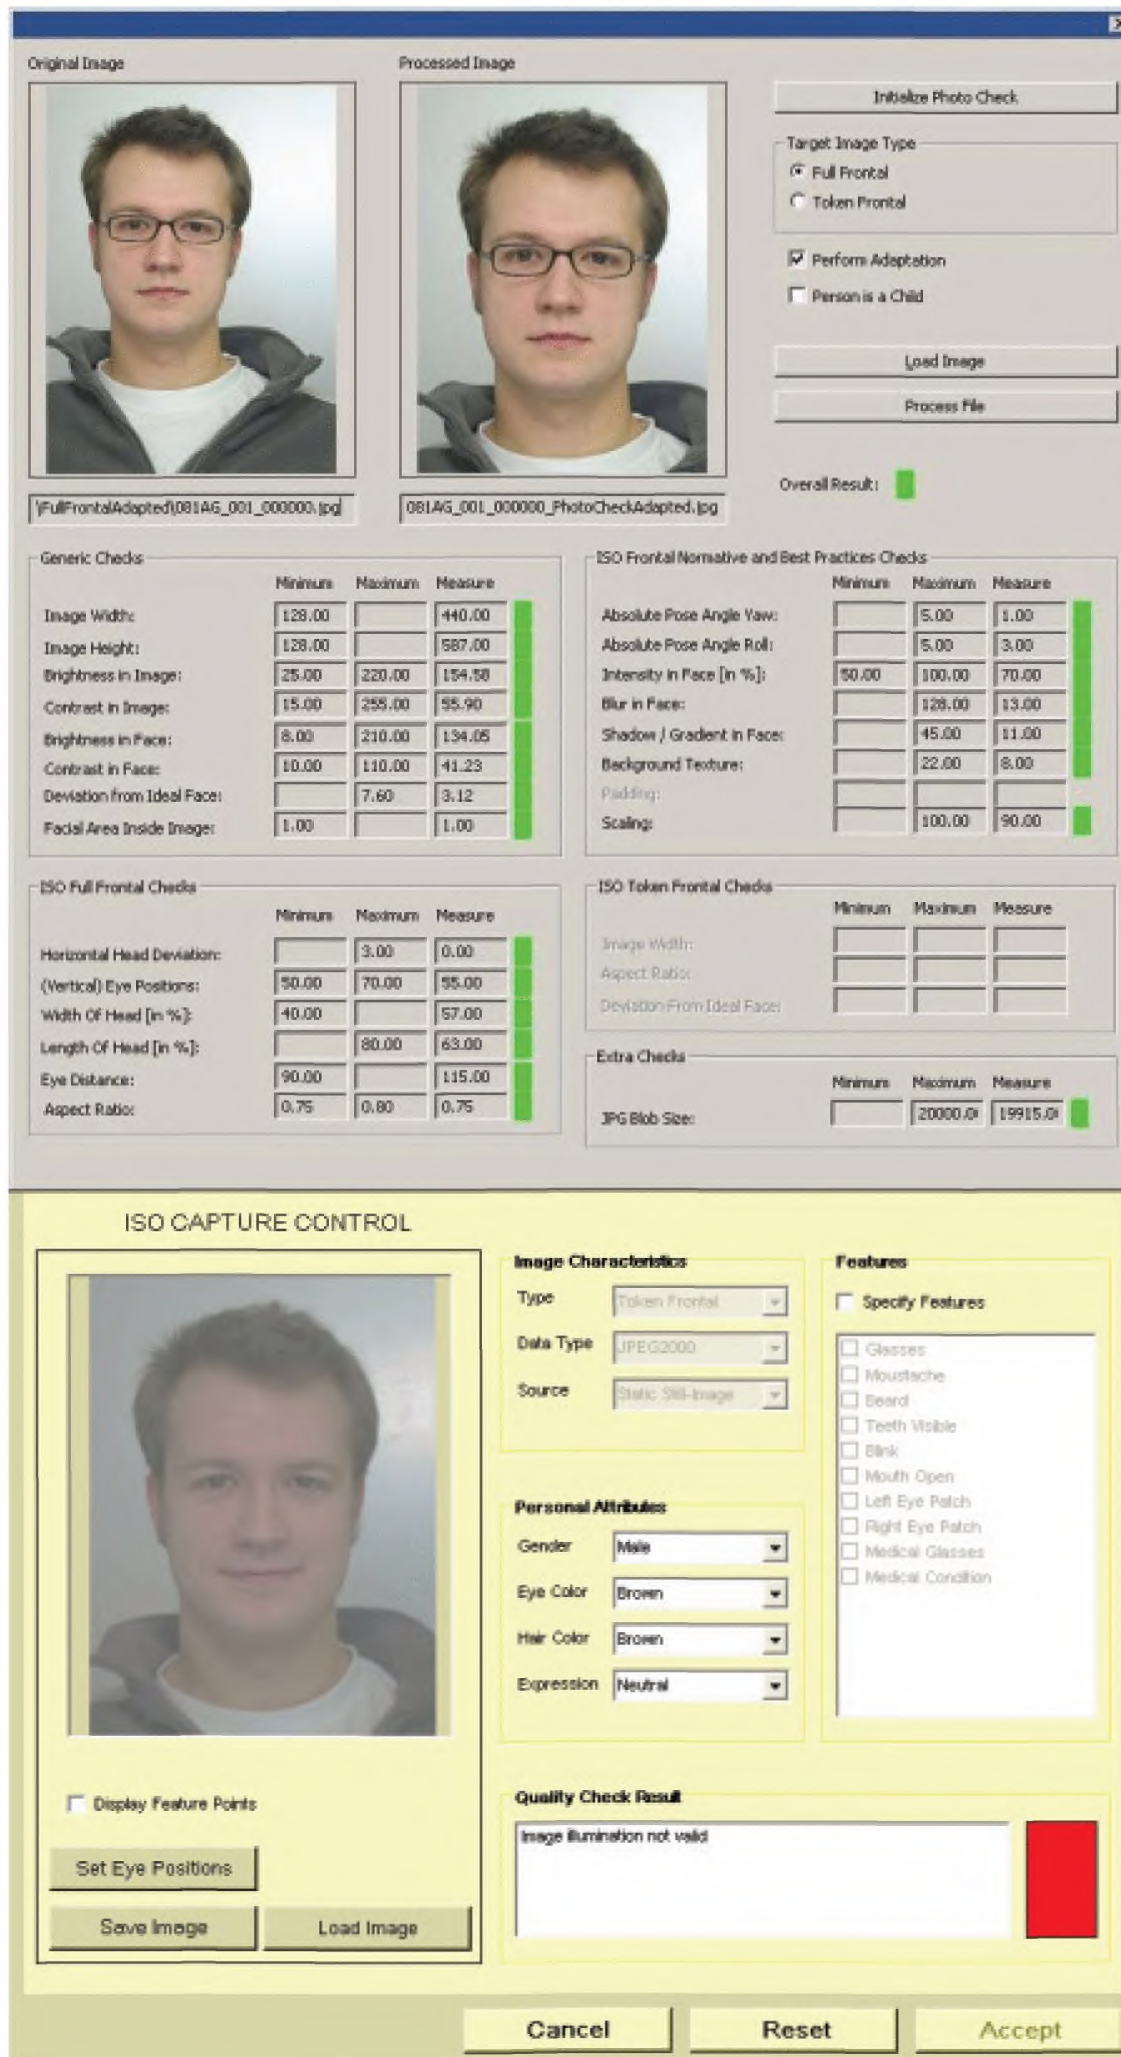 Original Image
Processed Image
Initialize Photo Check
Target Image Type
Full Frontal
Token Frontal
Perform Adaptation
Person is a Child
Load Image
Process File
Overall Result:
\FullFrontalAdapted\081AG_001_000000.jpg
081AG_001_000000_PhotoCheckAdapted.jpg
Generic Checks
Minimum Maximum Measure
Image Width: 128.00 440.00
Image Height: 128.00 587.00
Brightness in Image: 25.00 220.00 154.58
Contrast in Image: 15.00 255.00 55.90
Brightness in Face: 8.00 210.00 134.05
Contrast in Face: 10.00 110.00 41.23
Deviation from Ideal Face: 7.60 3.12
Facial Area Inside Image: 1.00 1.00
ISO Frontal Normative and Best Practices Checks
Minimum Maximum Measure
Absolute Pose Angle Yaw: 5.00 1.00
Absolute Pose Angle Roll: 5.00 3.00
Intensity in Face [in %]: 50.00 100.00 70.00
Blur in Face: 128.00 13.00
Shadow / Gradient in Face: 45.00 11.00
Background Texture: 22.00 8.00
Padding:
Scaling: 100.00 90.00
ISO Full Frontal Checks
Minimum Maximum Measure
Horizontal Head Deviation: 3.00 0.00
(Vertical) Eye Positions: 50.00 70.00 55.00
Width Of Head [in %]: 40.00 57.00
Length Of Head [in %]: 80.00 63.00
Eye Distance: 90.00 115.00
Aspect Ratio: 0.75 0.80 0.75
ISO Token Frontal Checks
Minimum Maximum Measure
Image Width:
Aspect Ratio:
Deviation From Ideal Face:
Extra Checks
Minimum Maximum Measure
JPG Blob Size: 20000.0 19915.0
ISO CAPTURE CONTROL
Display Feature Points
Set Eye Positions
Save Image Load Image
Image Characteristics
Type Token Frontal
Data Type JPEG2000
Source Static Still-Image
Personal Attributes
Gender Male
Eye Color Brown
Hair Color Brown
Expression Neutral
Features
Specify Features
Glasses
Moustache
Beard
Teeth Visible
Blink
Mouth Open
Left Eye Patch
Right Eye Patch
Medical Glasses
Medical Condition
Quality Check Result
Image illumination not valid
Cancel Reset Accept